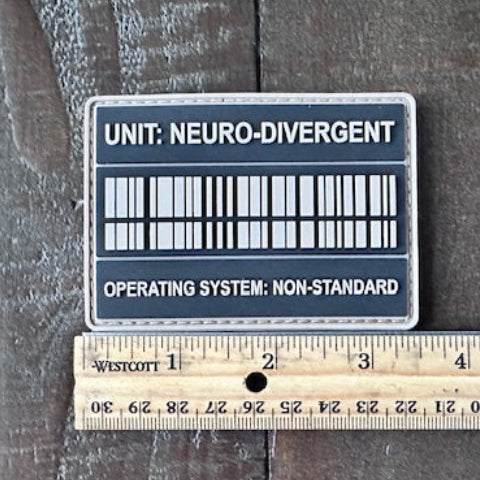 UNIT: NEURO-DIVERGENT
OPERATING SYSTEM: NON-STANDARD
WESTCOTT 1 2 3 4
30 29 28 27 26 25 24 23 22 21 20